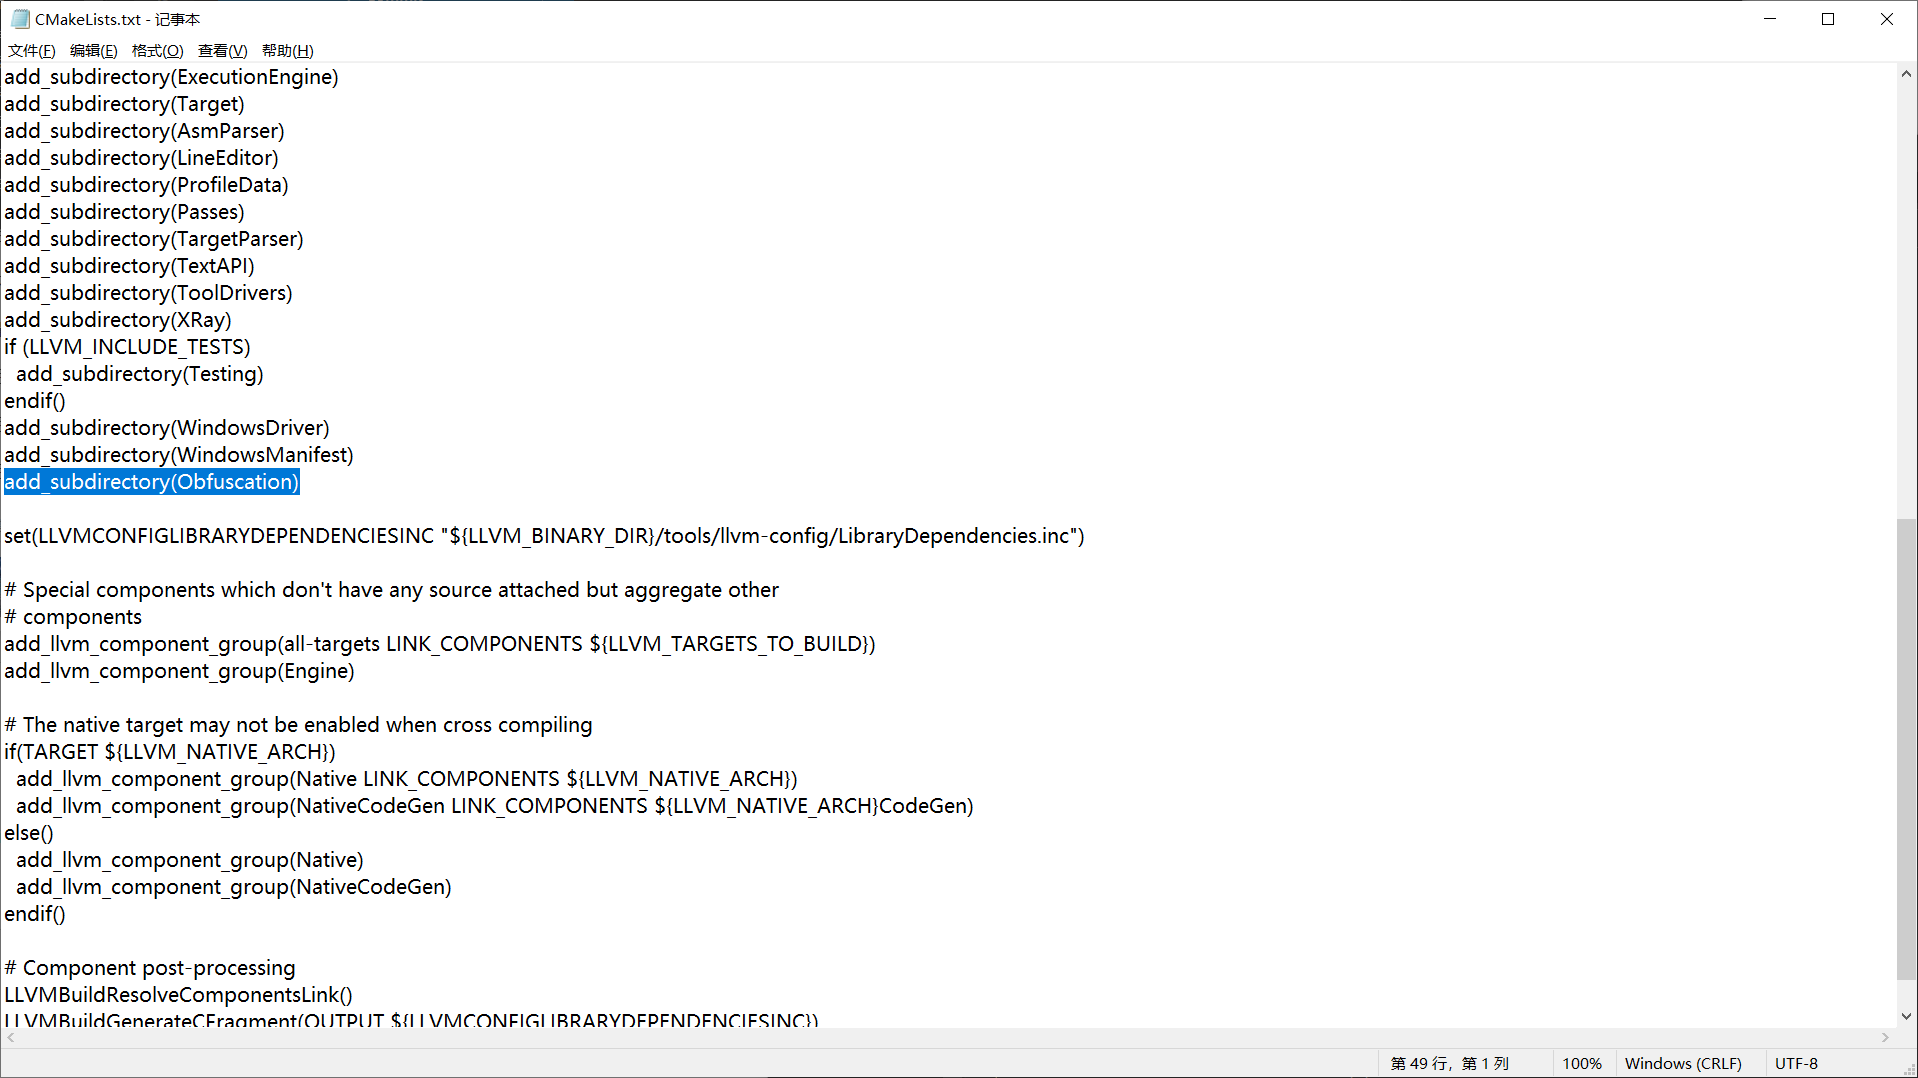 CMakeLists.txt - 记事本
文件(F) 编辑(E) 格式(O) 查看(V) 帮助(H)
add_subdirectory(ExecutionEngine)
add_subdirectory(Target)
add_subdirectory(AsmParser)
add_subdirectory(LineEditor)
add_subdirectory(ProfileData)
add_subdirectory(Passes)
add_subdirectory(TargetParser)
add_subdirectory(TextAPI)
add_subdirectory(ToolDrivers)
add_subdirectory(XRay)
if (LLVM_INCLUDE_TESTS)
  add_subdirectory(Testing)
endif()
add_subdirectory(WindowsDriver)
add_subdirectory(WindowsManifest)
add_subdirectory(Obfuscation)
set(LLVMCONFIGLIBRARYDEPENDENCIESINC "${LLVM_BINARY_DIR}/tools/llvm-config/LibraryDependencies.inc")
# Special components which don't have any source attached but aggregate other
# components
add_llvm_component_group(all-targets LINK_COMPONENTS ${LLVM_TARGETS_TO_BUILD})
add_llvm_component_group(Engine)
# The native target may not be enabled when cross compiling
if(TARGET ${LLVM_NATIVE_ARCH})
  add_llvm_component_group(Native LINK_COMPONENTS ${LLVM_NATIVE_ARCH})
  add_llvm_component_group(NativeCodeGen LINK_COMPONENTS ${LLVM_NATIVE_ARCH}CodeGen)
else()
  add_llvm_component_group(Native)
  add_llvm_component_group(NativeCodeGen)
endif()
# Component post-processing
LLVMBuildResolveComponentsLink()
LLVMBuildGenerateCFragment(OUTPUT ${LLVMCONFIGLIBRARYDEPENDENCIESINC})
第 49 行，第 1 列 100% Windows (CRLF) UTF-8